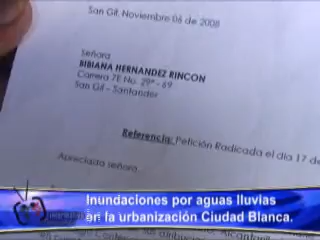 San Gil, Noviembre 06 de 2008
Señora
BIBIANA HERNANDEZ RINCON
Carrera 7E No. 29ª - 69
San Gil – Santander
Referencia: Petición Radicada el día 17 de
Apreciada señora,
Inundaciones por aguas lluvias
en la urbanización Ciudad Blanca.